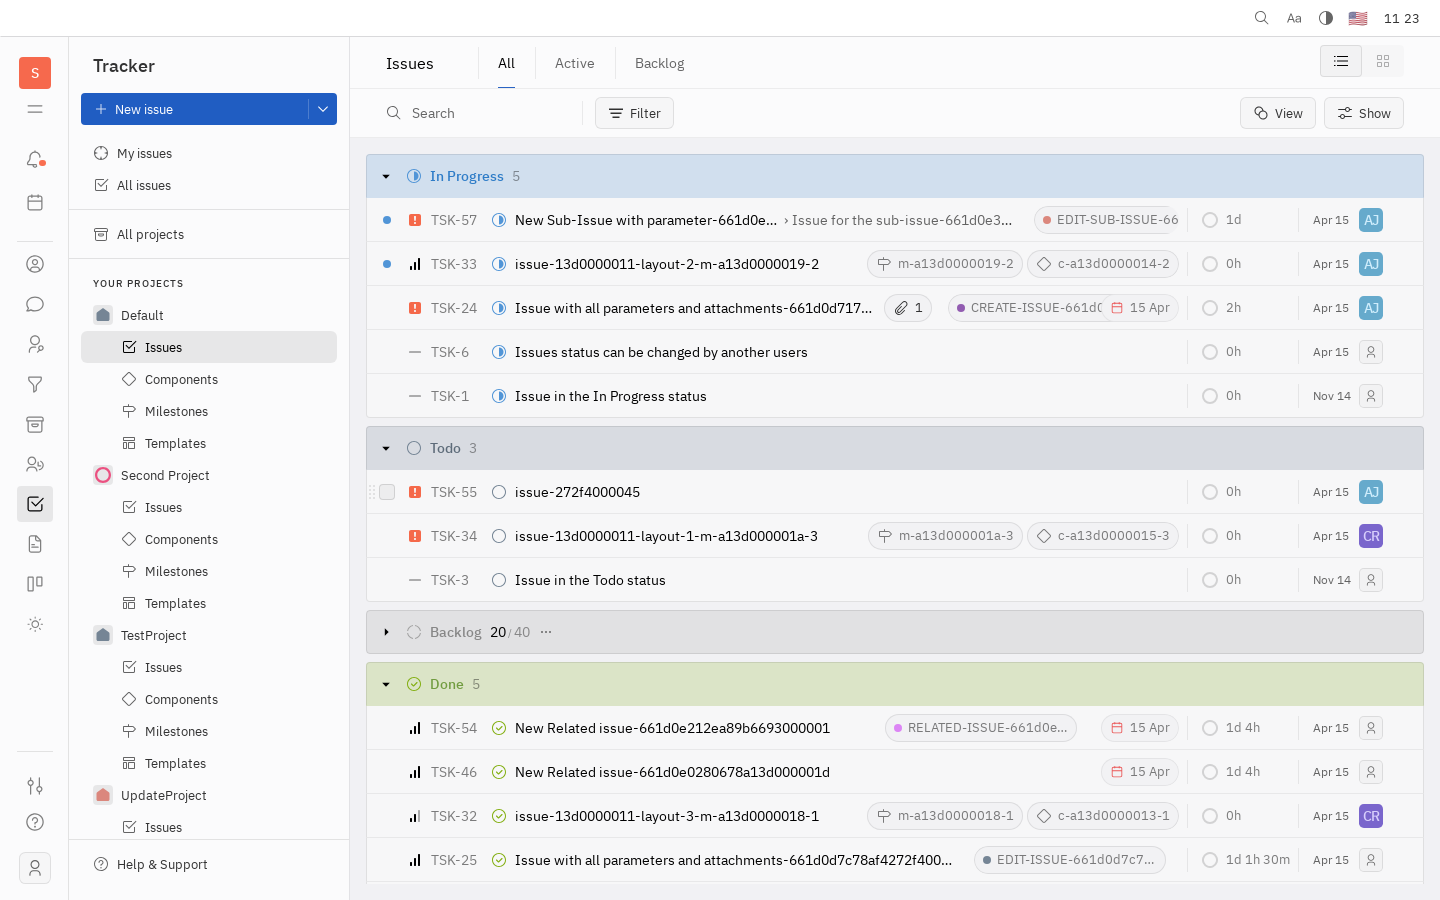 Aa
11 23
S
Tracker
New issue
My issues
All issues
All projects
YOUR PROJECTS
Default
Issues
Components
Milestones
Templates
Second Project
Issues
Components
Milestones
Templates
TestProject
Issues
Components
Milestones
Templates
UpdateProject
Issues
Help & Support
Issues
All
Active
Backlog
Search
Filter
View
Show
In Progress 5
TSK-57 New Sub-Issue with parameter-661d0e... › Issue for the sub-issue-661d0e3... EDIT-SUB-ISSUE-66 1d Apr 15 AJ
TSK-33 issue-13d0000011-layout-2-m-a13d0000019-2 m-a13d0000019-2 c-a13d0000014-2 0h Apr 15 AJ
TSK-24 Issue with all parameters and attachments-661d0d717... 1 CREATE-ISSUE-661d0 15 Apr 2h Apr 15 AJ
TSK-6 Issues status can be changed by another users 0h Apr 15
TSK-1 Issue in the In Progress status 0h Nov 14
Todo 3
TSK-55 issue-272f4000045 0h Apr 15 AJ
TSK-34 issue-13d0000011-layout-1-m-a13d000001a-3 m-a13d000001a-3 c-a13d0000015-3 0h Apr 15 CR
TSK-3 Issue in the Todo status 0h Nov 14
Backlog 20/40 ...
Done 5
TSK-54 New Related issue-661d0e212ea89b6693000001 RELATED-ISSUE-661d0e... 15 Apr 1d 4h Apr 15
TSK-46 New Related issue-661d0e0280678a13d000001d 15 Apr 1d 4h Apr 15
TSK-32 issue-13d0000011-layout-3-m-a13d0000018-1 m-a13d0000018-1 c-a13d0000013-1 0h Apr 15 CR
TSK-25 Issue with all parameters and attachments-661d0d7c78af4272f400... EDIT-ISSUE-661d0d7c7... 1d 1h 30m Apr 15